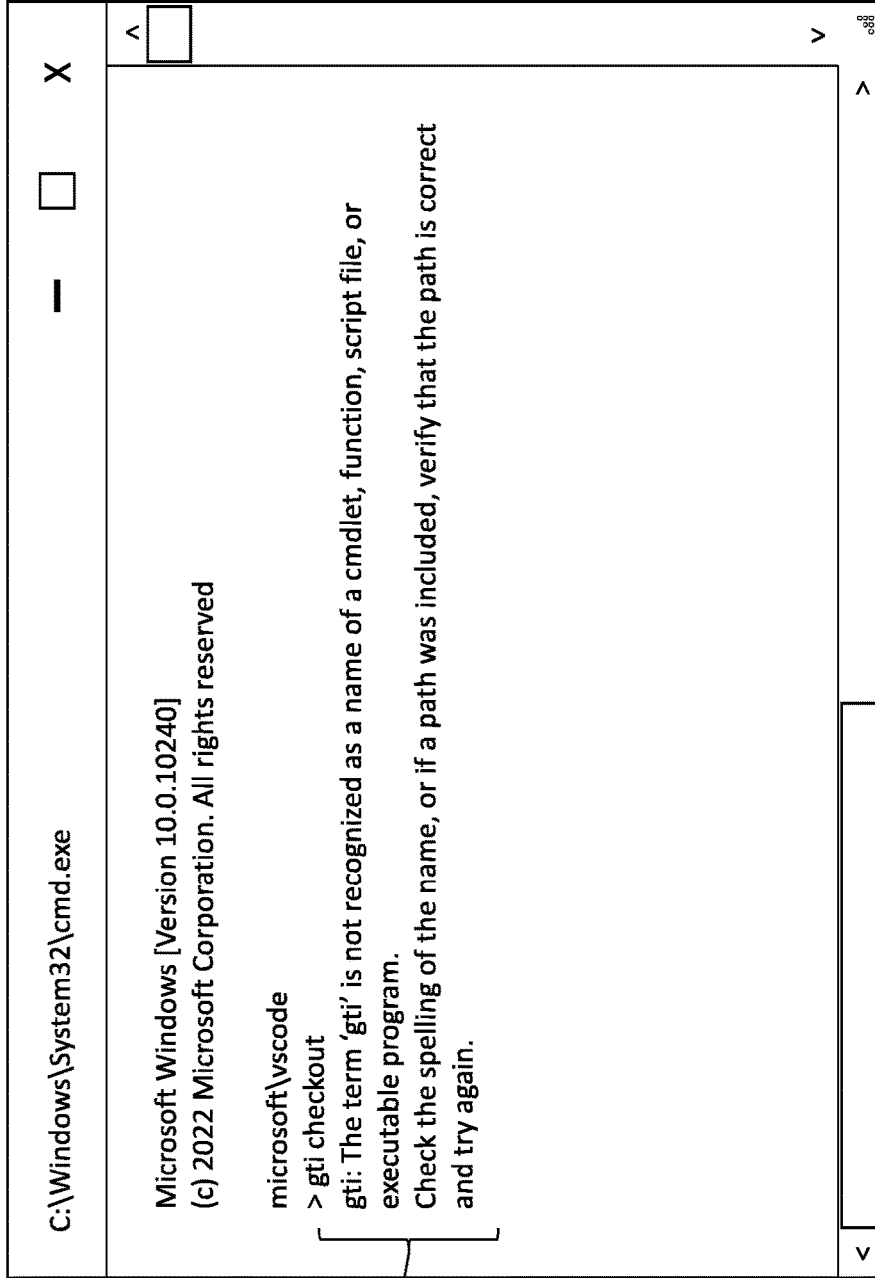 C:\Windows\System32\cmd.exe
Microsoft Windows [Version 10.0.10240]
(c) 2022 Microsoft Corporation. All rights reserved
microsoft\vscode
> gti checkout
gti: The term ‘gti’ is not recognized as a name of a cmdlet, function, script file, or
executable program.
Check the spelling of the name, or if a path was included, verify that the path is correct
and try again.